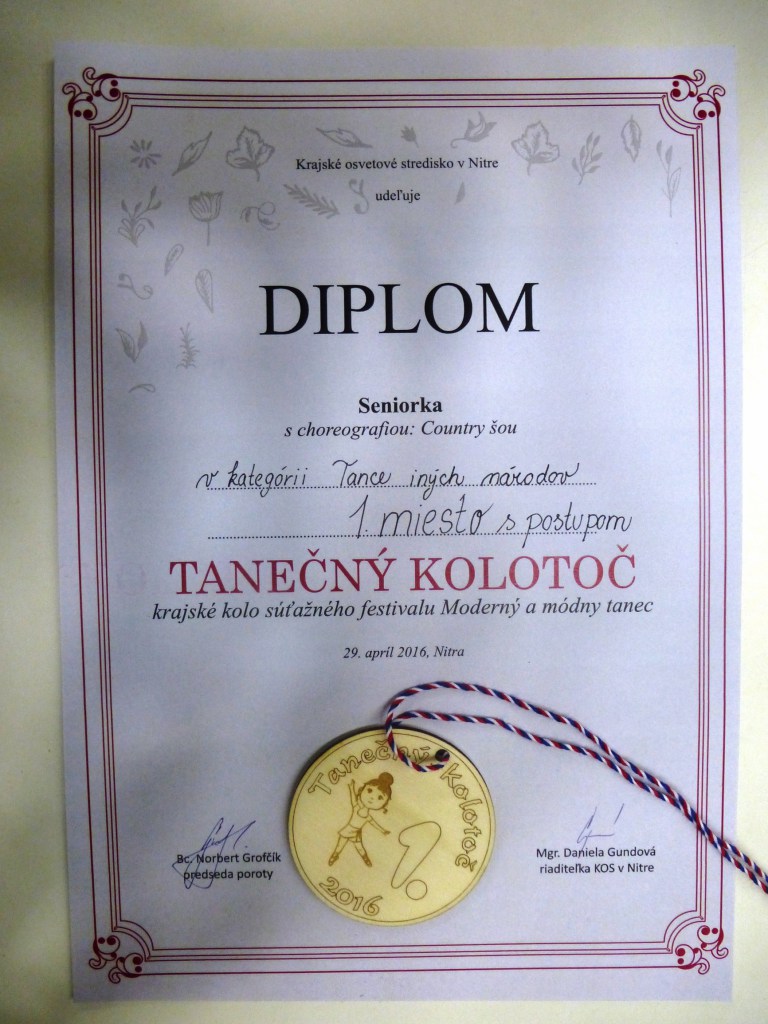 Krajské osvetové stredisko v Nitre
udeľuje
DIPLOM
Seniorka
s choreografiou: Country šou
v kategórii Tance iných národov
1. miesto s postupom
TANEČNÝ KOLOTOČ
krajské kolo súťažného festivalu Moderný a módny tanec
29. apríl 2016, Nitra
Tanečný kolotoč
1.
2016
Bc. Norbert Grofčík
predseda poroty
Mgr. Daniela Gundová
riaditeľka KOS v Nitre